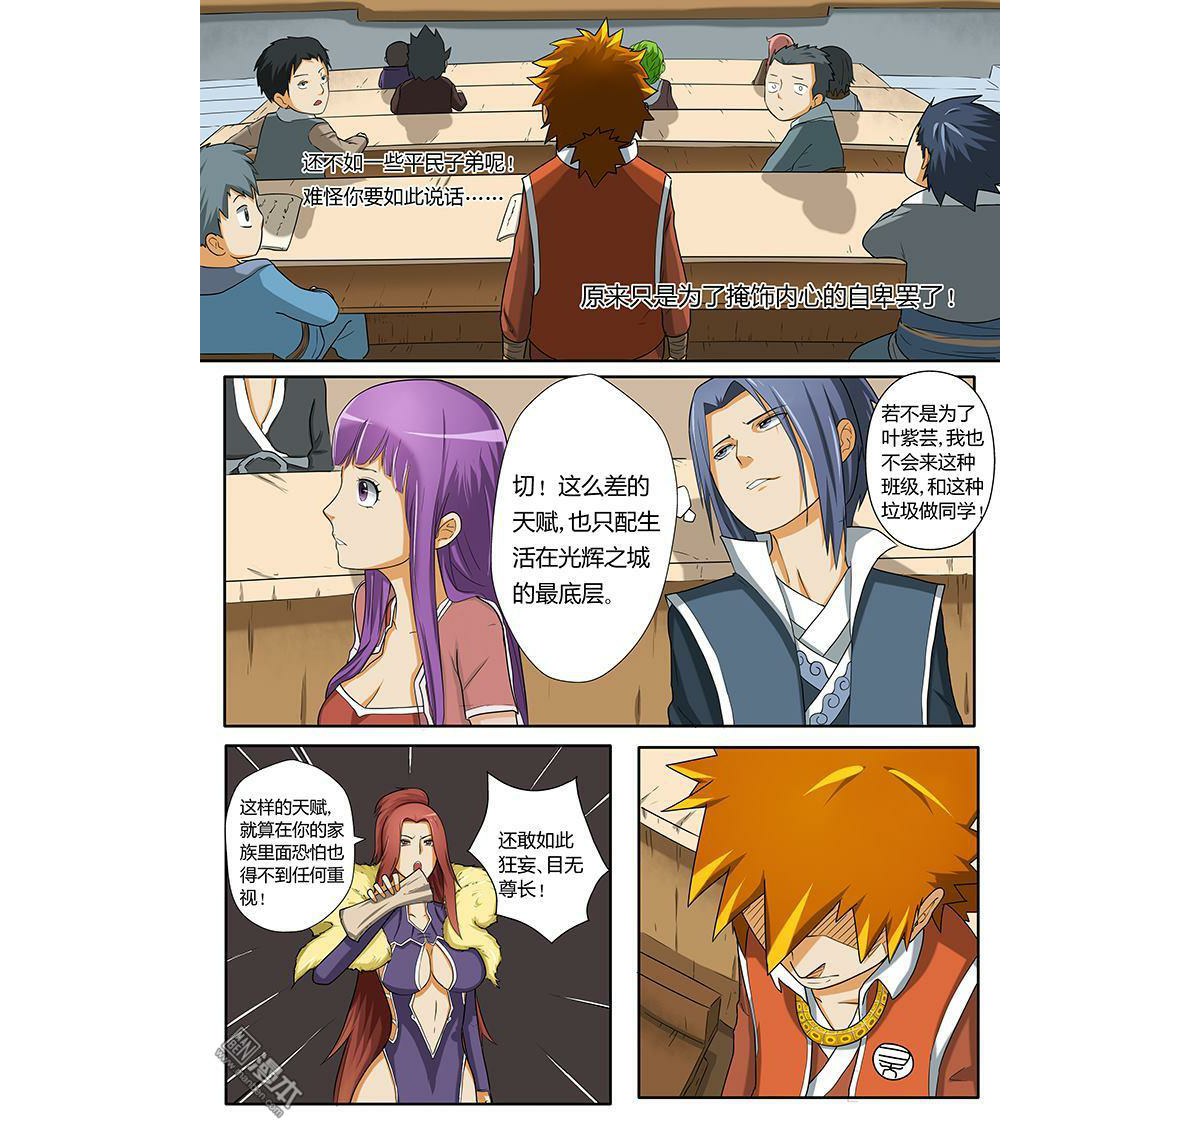 还不如一些平民子弟呢！
难怪你要如此说话……
原来只是为了掩饰内心的自卑罢了！
切！这么差的
天赋，也只配生
活在光辉之城
的最底层。
若不是为了
叶紫芸，我也
不会来这种
班级，和这种
垃圾做同学！
这样的天赋，
就算在你的家
族里面恐怕也
得不到任何重
视！
还敢如此
狂妄、目无
尊长！
漫本